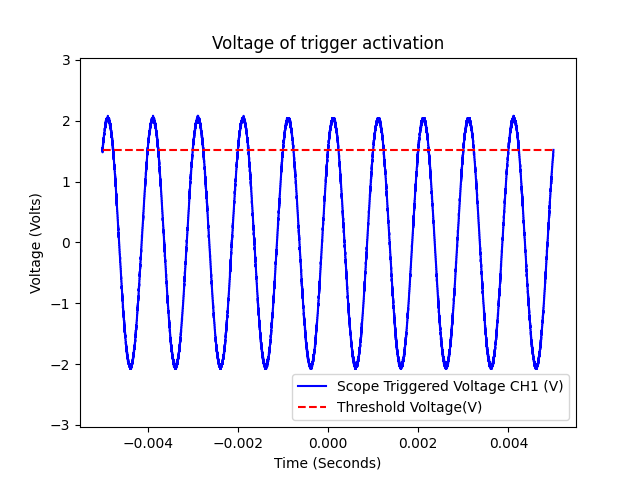 Voltage of trigger activation
3
2
1
0
−1
−2
−3
Voltage (Volts)
Scope Triggered Voltage CH1 (V)
Threshold Voltage(V)
−0.004
−0.002
0.000
0.002
0.004
Time (Seconds)